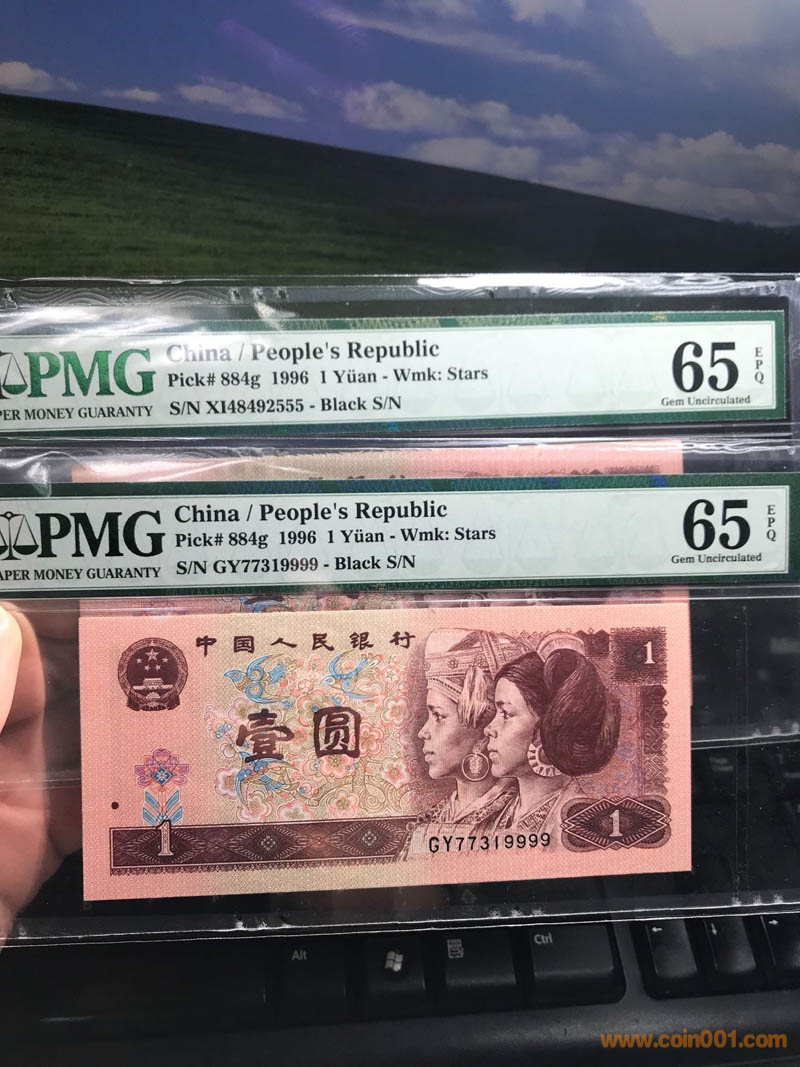 PMG
PER MONEY GUARANTY
China / People's Republic
Pick# 884g 1996 1 Yüan - Wmk: Stars
S/N XI48492555 - Black S/N
65
EPQ
Gem Uncirculated
PMG
APER MONEY GUARANTY
China / People's Republic
Pick# 884g 1996 1 Yüan - Wmk: Stars
S/N GY77319999 - Black S/N
65
EPQ
Gem Uncirculated
中国人民银行
1
壹圆
1
1
GY77319999
Alt
Ctrl
www.coin001.com